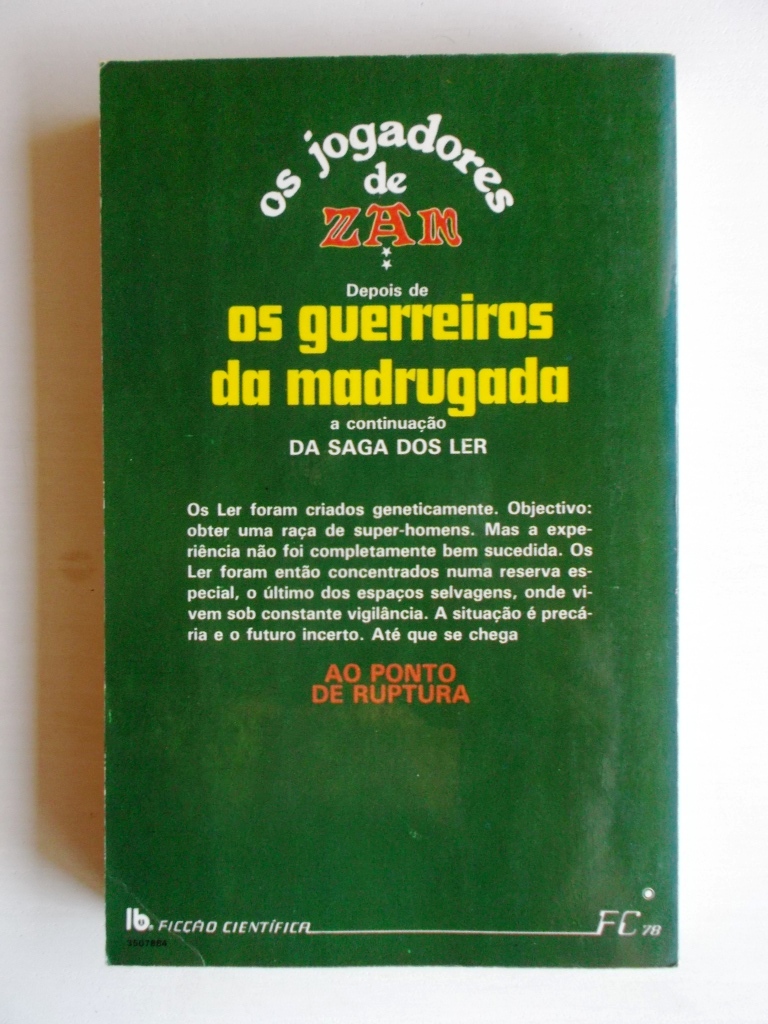 os jogadores
de
ZAN
Depois de
os guerreiros
da madrugada
a continuação
DA SAGA DOS LER
Os Ler foram criados geneticamente. Objectivo:
obter uma raça de super-homens. Mas a expe-
riência não foi completamente bem sucedida. Os
Ler foram então concentrados numa reserva es-
pecial, o último dos espaços selvagens, onde vi-
vem sob constante vigilância. A situação é precá-
ria e o futuro incerto. Até que se chega
AO PONTO
DE RUPTURA
lb. FICÇÃO CIENTÍFICA FC 78
3507884